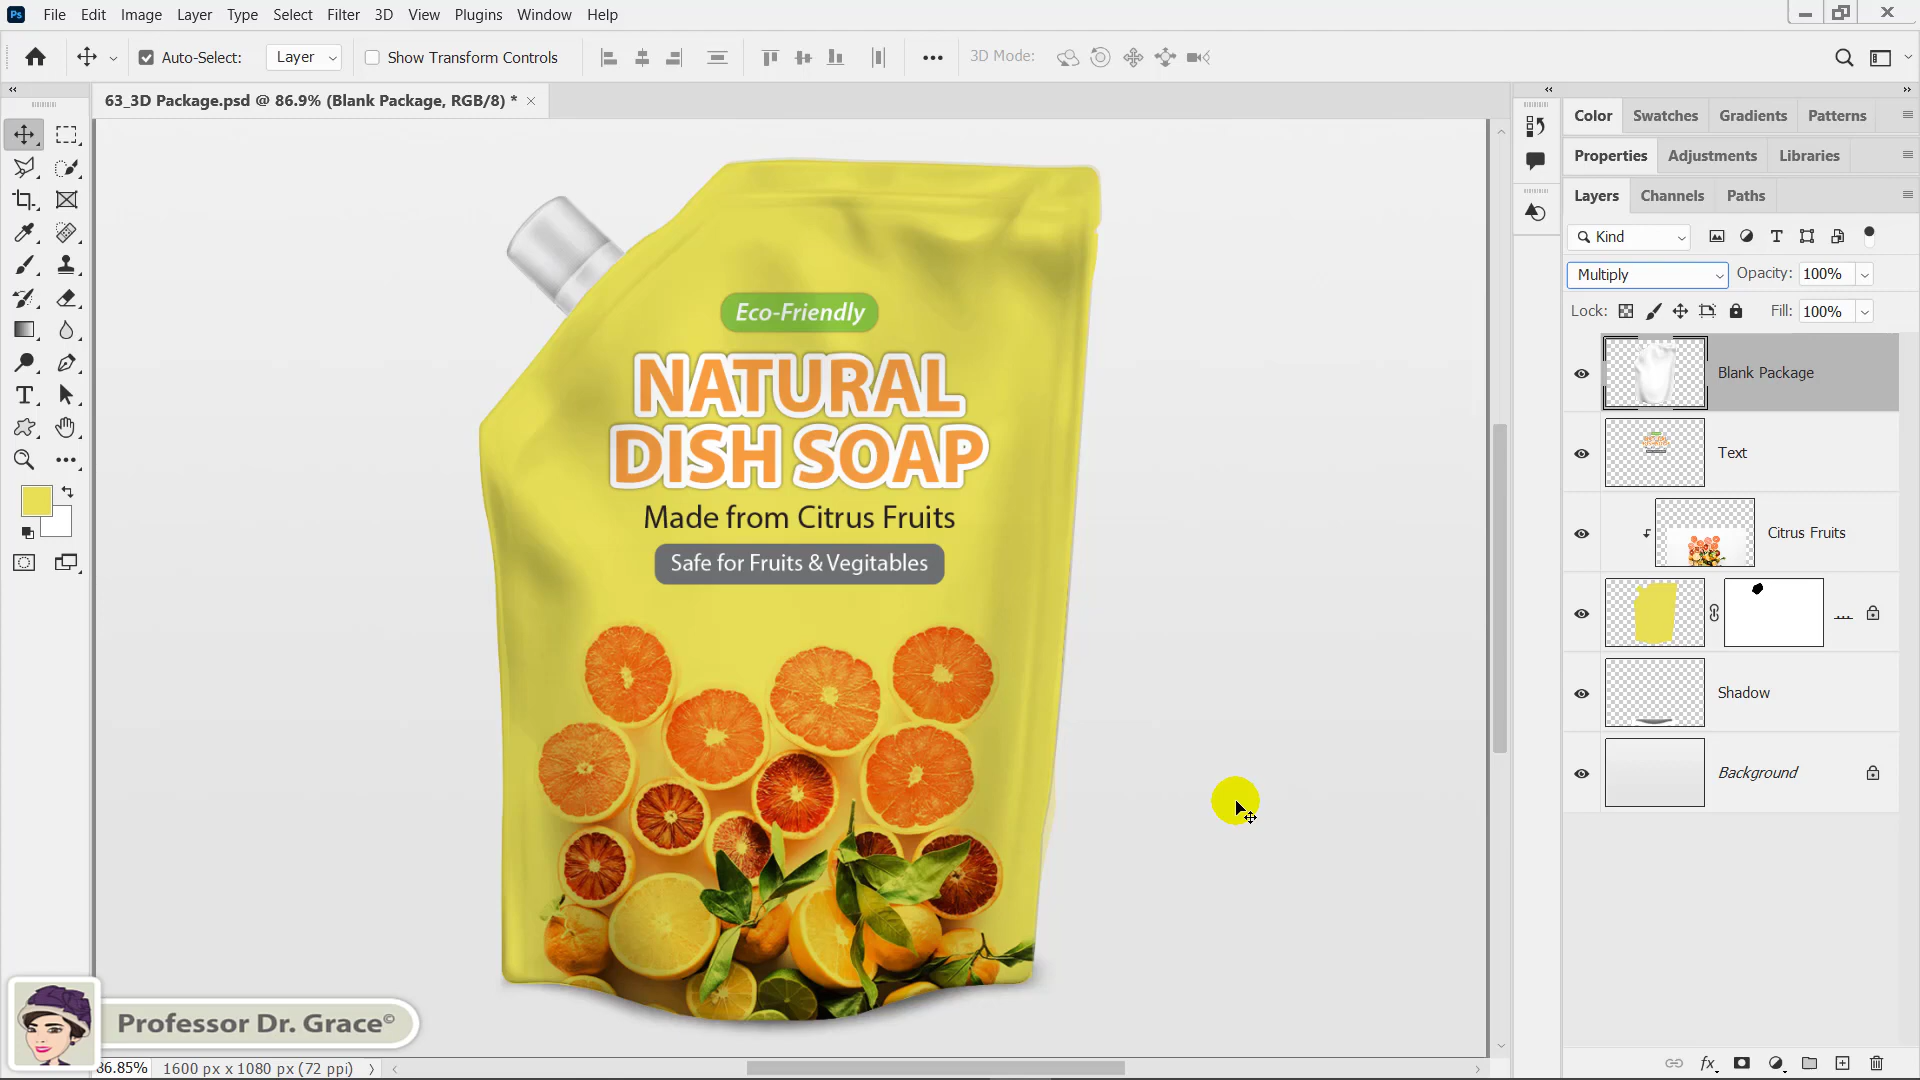 Ps File Edit Image Layer Type Select Filter 3D View Plugins Window Help
Auto-Select: Layer Show Transform Controls 3D Mode:
63_3D Package.psd @ 86.9% (Blank Package, RGB/8) *
Color Swatches Gradients Patterns
Properties Adjustments Libraries
Layers Channels Paths
Kind
Multiply Opacity: 100%
Lock: Fill: 100%
Blank Package
Text
Citrus Fruits
Shadow
Background
Eco-Friendly
NATURAL
DISH SOAP
Made from Citrus Fruits
Safe for Fruits & Vegitables
Professor Dr. Grace©
86.85% 1600 px x 1080 px (72 ppi)